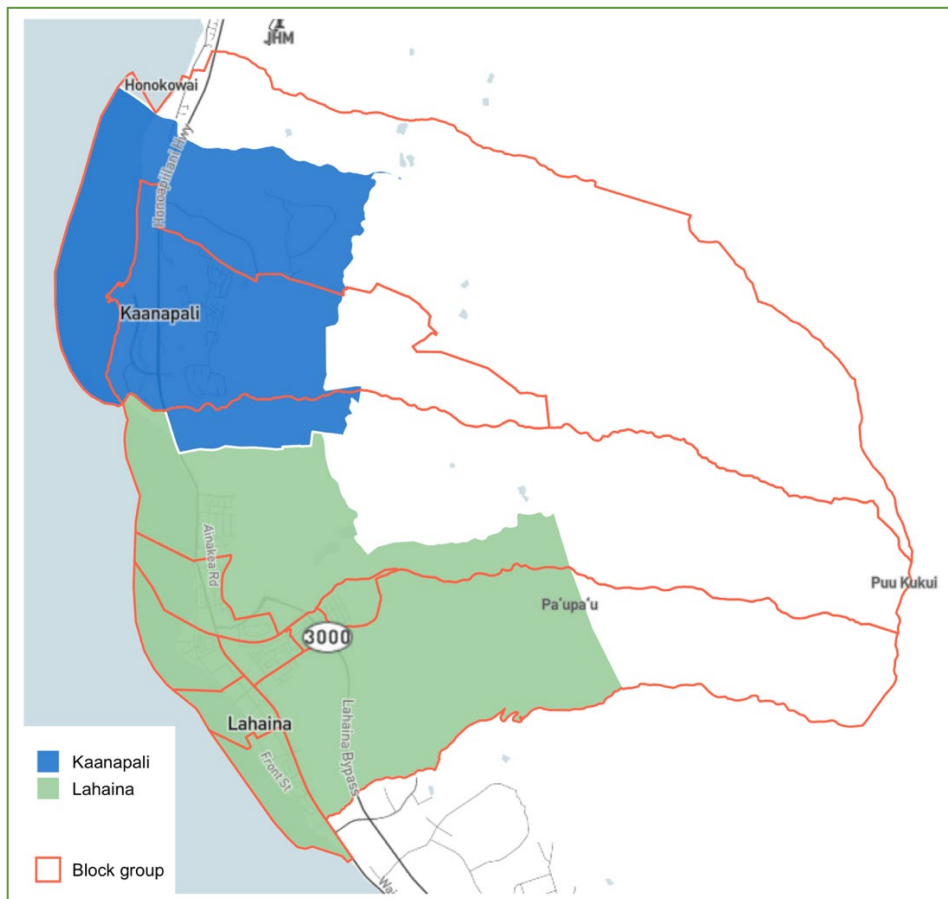 JHM
Honokowai
Honoapiilani Hwy
Kaanapali
Ainakea Rd
Puu Kukui
Pa'upa'u
3000
Lahaina
Lahaina Bypass
Front St
Wai
Kaanapali
Lahaina
Block group